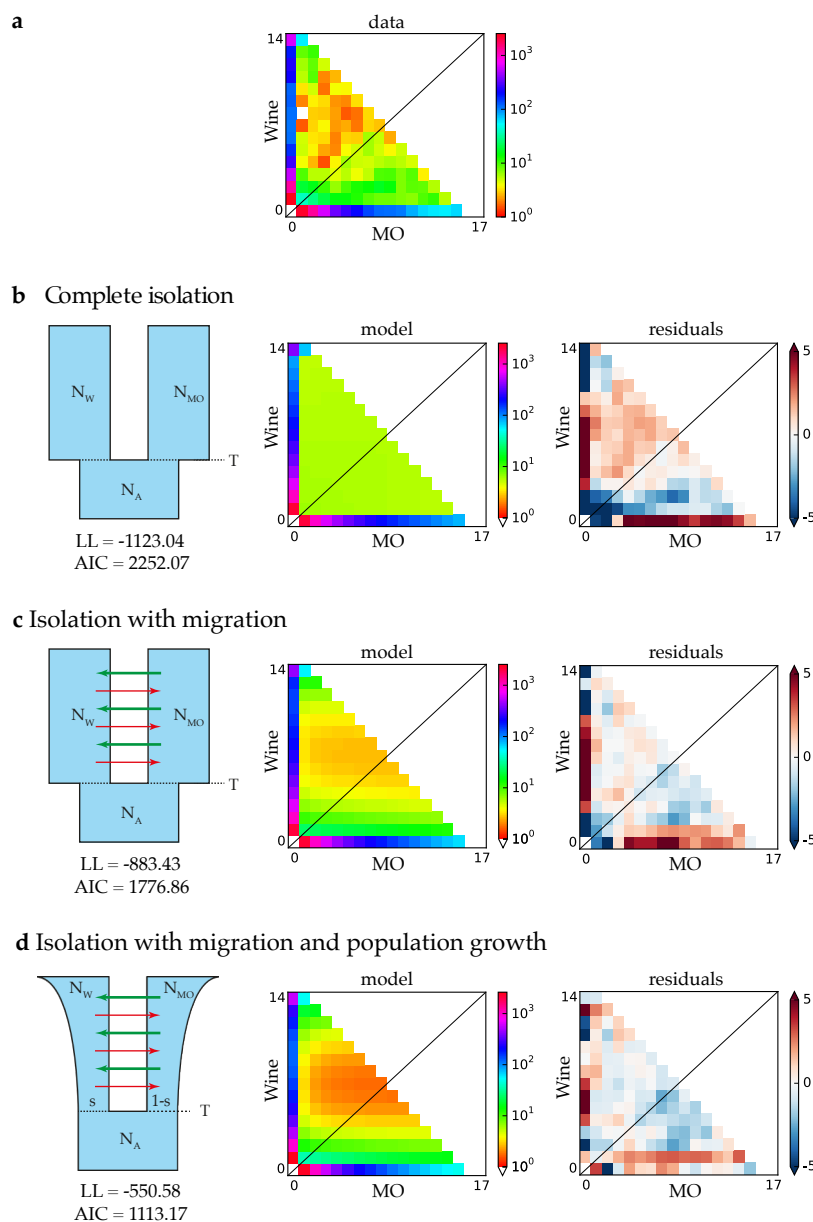 a
data
14
Wine
0
0
MO
17
10^3
10^2
10^1
10^0
b Complete isolation
N_W
N_MO
T
N_A
LL = -1123.04
AIC = 2252.07
model
14
Wine
0
0
MO
17
10^3
10^2
10^1
10^0
residuals
14
Wine
0
0
MO
17
5
0
-5
c Isolation with migration
N_W
N_MO
T
N_A
LL = -883.43
AIC = 1776.86
model
14
Wine
0
0
MO
17
10^3
10^2
10^1
10^0
residuals
14
Wine
0
0
MO
17
5
0
-5
d Isolation with migration and population growth
N_W
N_MO
s
1-s
T
N_A
LL = -550.58
AIC = 1113.17
model
14
Wine
0
0
MO
17
10^3
10^2
10^1
10^0
residuals
14
Wine
0
0
MO
17
5
0
-5